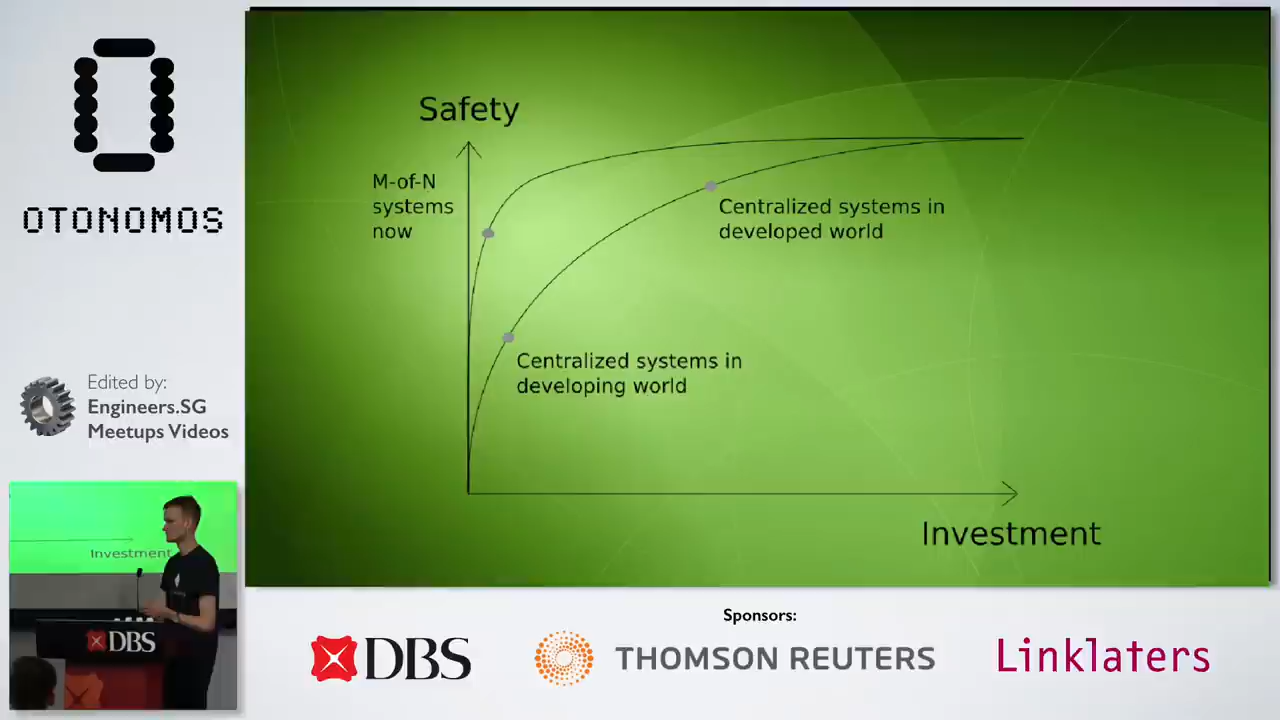 OTONOMOS
Edited by:
Engineers.SG
Meetups Videos
Safety
M-of-N
systems
now
Centralized systems in
developed world
Centralized systems in
developing world
Investment
Investment
DBS
Sponsors:
DBS
THOMSON REUTERS
Linklaters